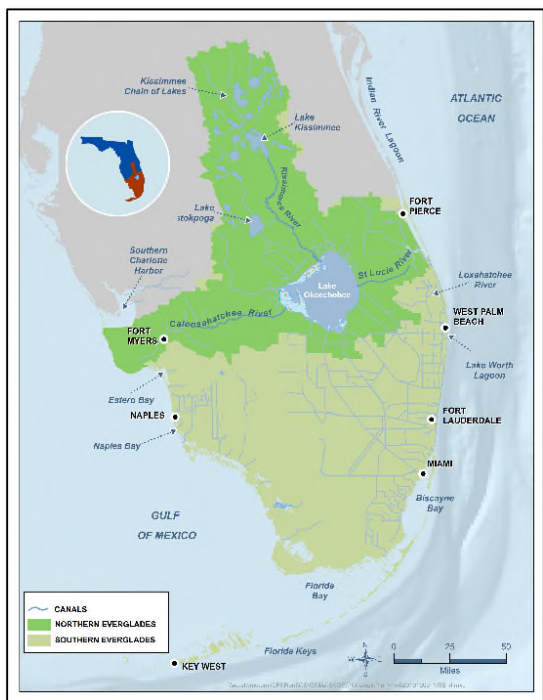 Kissimmee
Chain of Lakes
Lake
Kissimmee
Indian River Lagoon
ATLANTIC
OCEAN
Kissimmee River
Lake
Istokpoga
FORT
PIERCE
Southern
Charlotte
Harbor
St Lucie River
Lake
Okeechobee
Loxahatchee
River
Caloosahatchee River
WEST PALM
BEACH
FORT
MYERS
Lake Worth
Lagoon
Estero Bay
NAPLES
FORT
LAUDERDALE
Naples Bay
MIAMI
Biscayne
Bay
GULF
OF MEXICO
Florida
Bay
CANALS
NORTHERN EVERGLADES
SOUTHERN EVERGLADES
Florida Keys
KEY WEST
0 25 50
Miles